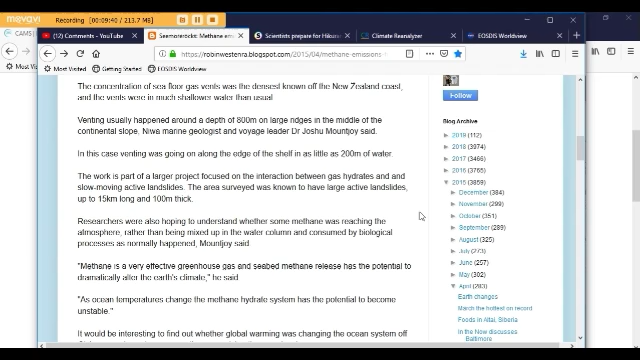 movavi
Recording | 00:09:40 / 213.7 MB
CAMS |
(2) Comments - YouTube
Seemorerocks: Methane emi
Scientists prepare for Hikur
Climate Reanalyzer
EOSDIS Worldview
https://robinwestenra.blogspot.com/2015/04/methane-emissions
Most Visited
Most Visited Getting Started EOSDIS Worldview
The concentration of sea floor gas vents was the densest known off the New Zealand coast,
and the vents were in much shallower water than usual
Venting usually happened around a depth of 800m on large ridges in the middle of the
continental slope, Niwa marine geologist and voyage leader Dr Joshu Mountjoy said.
In this case venting was going on along the edge of the shelf in as little as 200m of water.
The work is part of a larger project focused on the interaction between gas hydrates and and
slow-moving active landslides. The area surveyed was known to have large active landslides,
up to 15km long and 100m thick.
Researchers were also hoping to understand whether some methane was reaching the
atmosphere, rather than being mixed up in the water column and consumed by biological
processes as normally happened, Mountjoy said.
"Methane is a very effective greenhouse gas and seabed methane release has the potential to
dramatically alter the earth's climate," he said
"As ocean temperatures change the methane hydrate system has the potential to become
unstable."
It would be interesting to find out whether global warming was changing the ocean system off
Follow
Blog Archive
► 2019 (112)
► 2018 (3974)
► 2017 (3466)
► 2016 (3765)
▼ 2015 (3859)
► December (384)
► November (299)
► October (351)
► September (289)
► August (325)
► July (273)
► June (257)
► May (302)
▼ April (283)
Earth changes
March the hottest on record
Floods in Altai, Siberia
In the New discusses
Baltimore